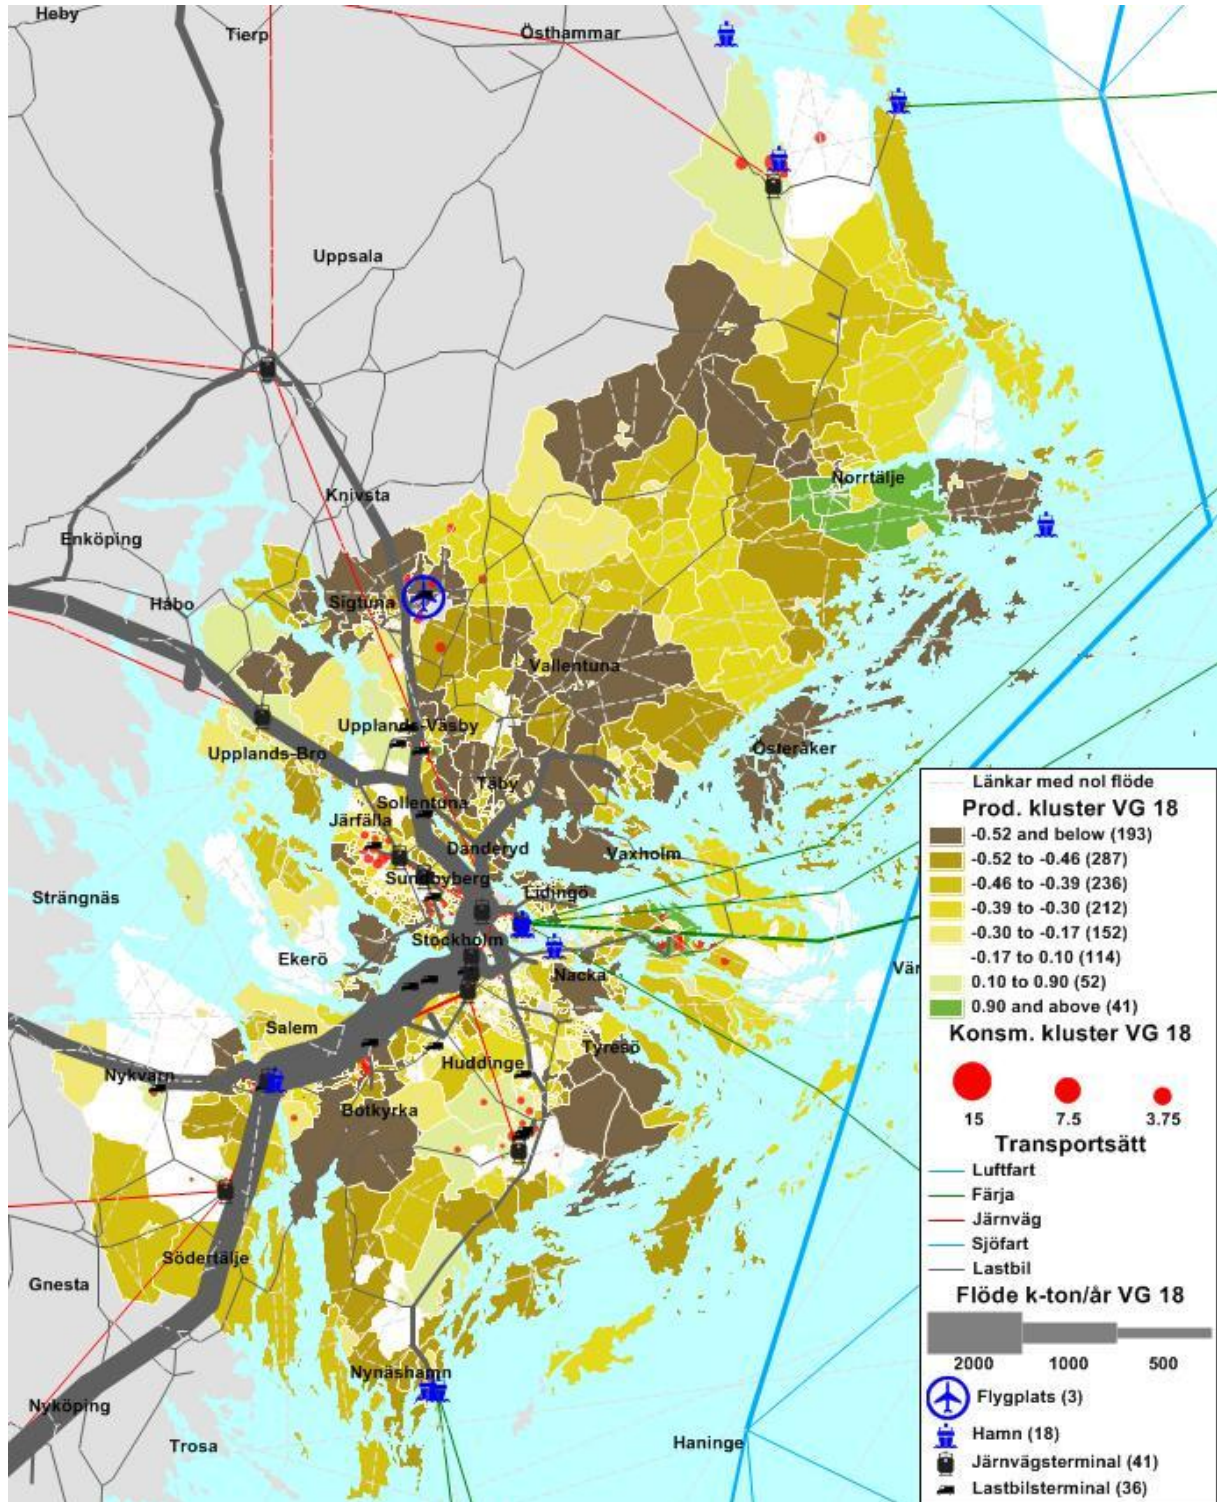 Heby
Tierp
Östhammar
Uppsala
Knivsta
Norrtälje
Enköping
Håbo
Sigtuna
Vallentuna
Upplands-Väsby
Upplands-Bro
Österåker
Täby
Sollentuna
Järfälla
Danderyd
Vaxholm
Sundbyberg
Lidingö
Strängnäs
Stockholm
Ekerö
Nacka
Salem
Tyresö
Huddinge
Nykvarn
Botkyrka
Södertälje
Gnesta
Nynäshamn
Nyköping
Trosa
Haninge
Länkar med nol flöde
Prod. kluster VG 18
-0.52 and below (193)
-0.52 to -0.46 (287)
-0.46 to -0.39 (236)
-0.39 to -0.30 (212)
-0.30 to -0.17 (152)
-0.17 to 0.10 (114)
0.10 to 0.90 (52)
0.90 and above (41)
Konsm. kluster VG 18
15 7.5 3.75
Transportsätt
Luftfart
Färja
Järnväg
Sjöfart
Lastbil
Flöde k-ton/år VG 18
2000 1000 500
Flygplats (3)
Hamn (18)
Järnvägsterminal (41)
Lastbilsterminal (36)